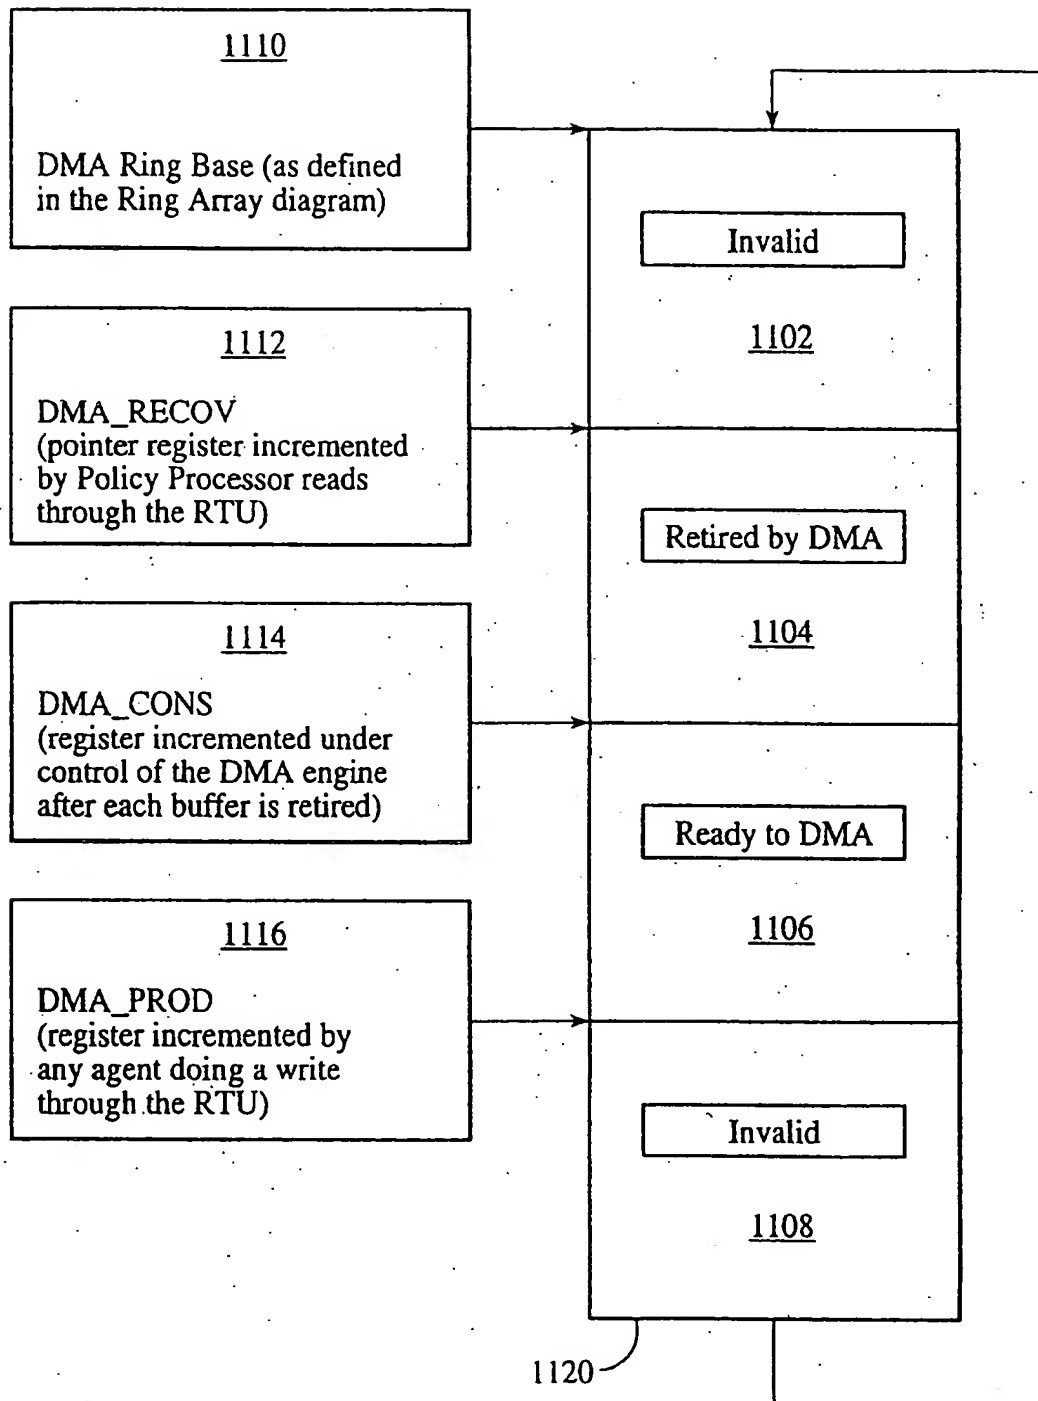 1110
DMA Ring Base (as defined
in the Ring Array diagram)
1112
DMA_RECOV
(pointer register incremented
by Policy Processor reads
through the RTU)
1114
DMA_CONS
(register incremented under
control of the DMA engine
after each buffer is retired)
1116
DMA_PROD
(register incremented by
any agent doing a write
through the RTU)
Invalid
1102
Retired by DMA
1104
Ready to DMA
1106
Invalid
1108
1120